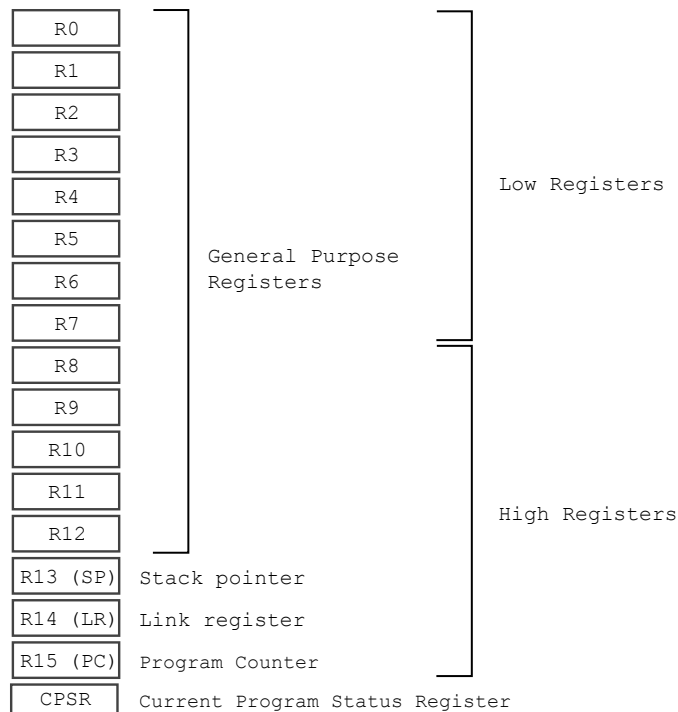 R0
R1
R2
R3
R4
R5
R6
R7
R8
R9
R10
R11
R12
R13 (SP) Stack pointer
R14 (LR) Link register
R15 (PC) Program Counter
CPSR Current Program Status Register
General Purpose
Registers
Low Registers
High Registers